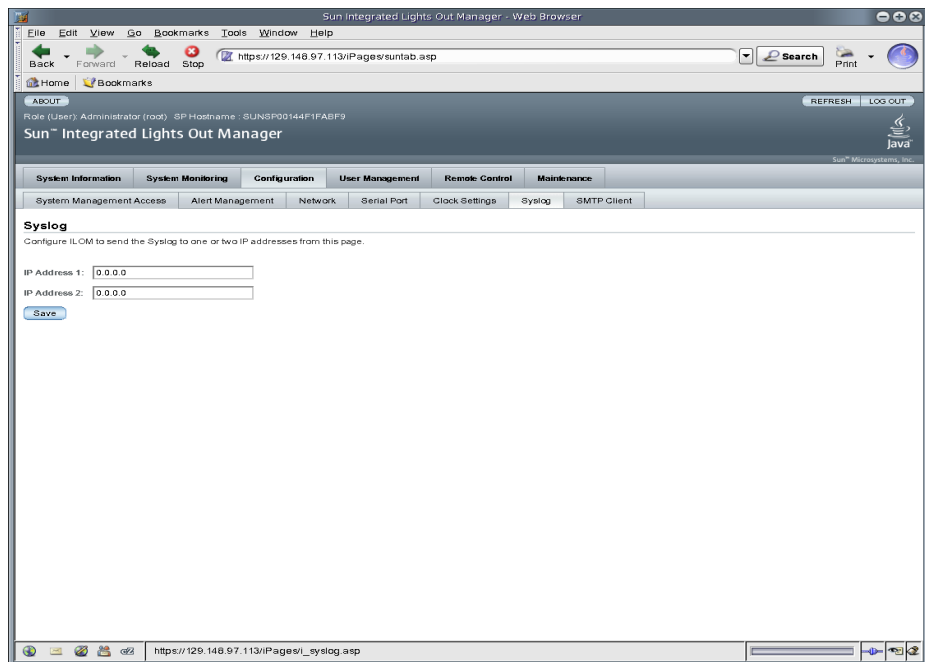 Sun Integrated Lights Out Manager - Web Browser
File Edit View Go Bookmarks Tools Window Help
Back Forward Reload Stop https://129.148.97.113/iPages/suntab.asp Search Print
Home Bookmarks
ABOUT REFRESH LOG OUT
Role (User): Administrator (root) SP Hostname : SUNSP00144F1FABF9
Sun™ Integrated Lights Out Manager
Java™
Sun™ Microsystems, Inc.
System Information System Monitoring Configuration User Management Remote Control Maintenance
System Management Access Alert Management Network Serial Port Clock Settings Syslog SMTP Client
Syslog
Configure ILOM to send the Syslog to one or two IP addresses from this page.
IP Address 1: 0.0.0.0
IP Address 2: 0.0.0.0
Save
https://129.148.97.113/iPages/i_syslog.asp